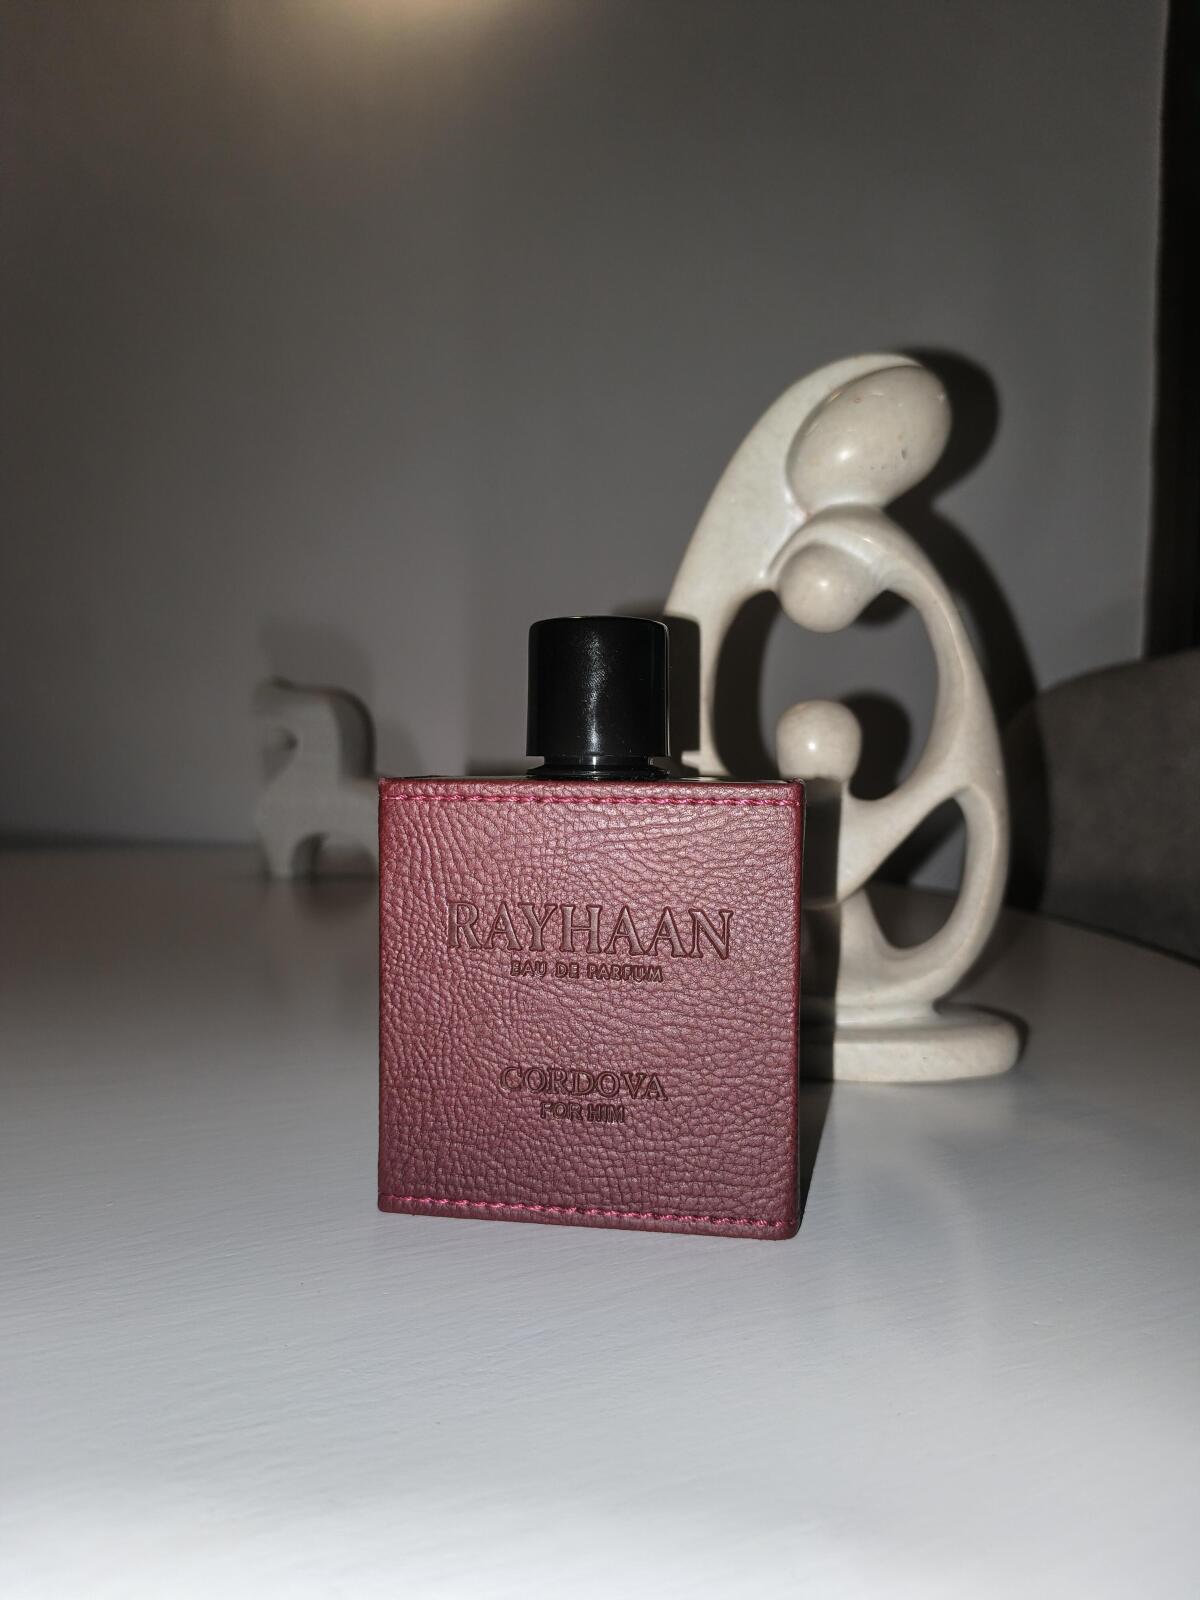 RAYHAAN
EAU DE PARFUM
CORDOVA
FOR HIM